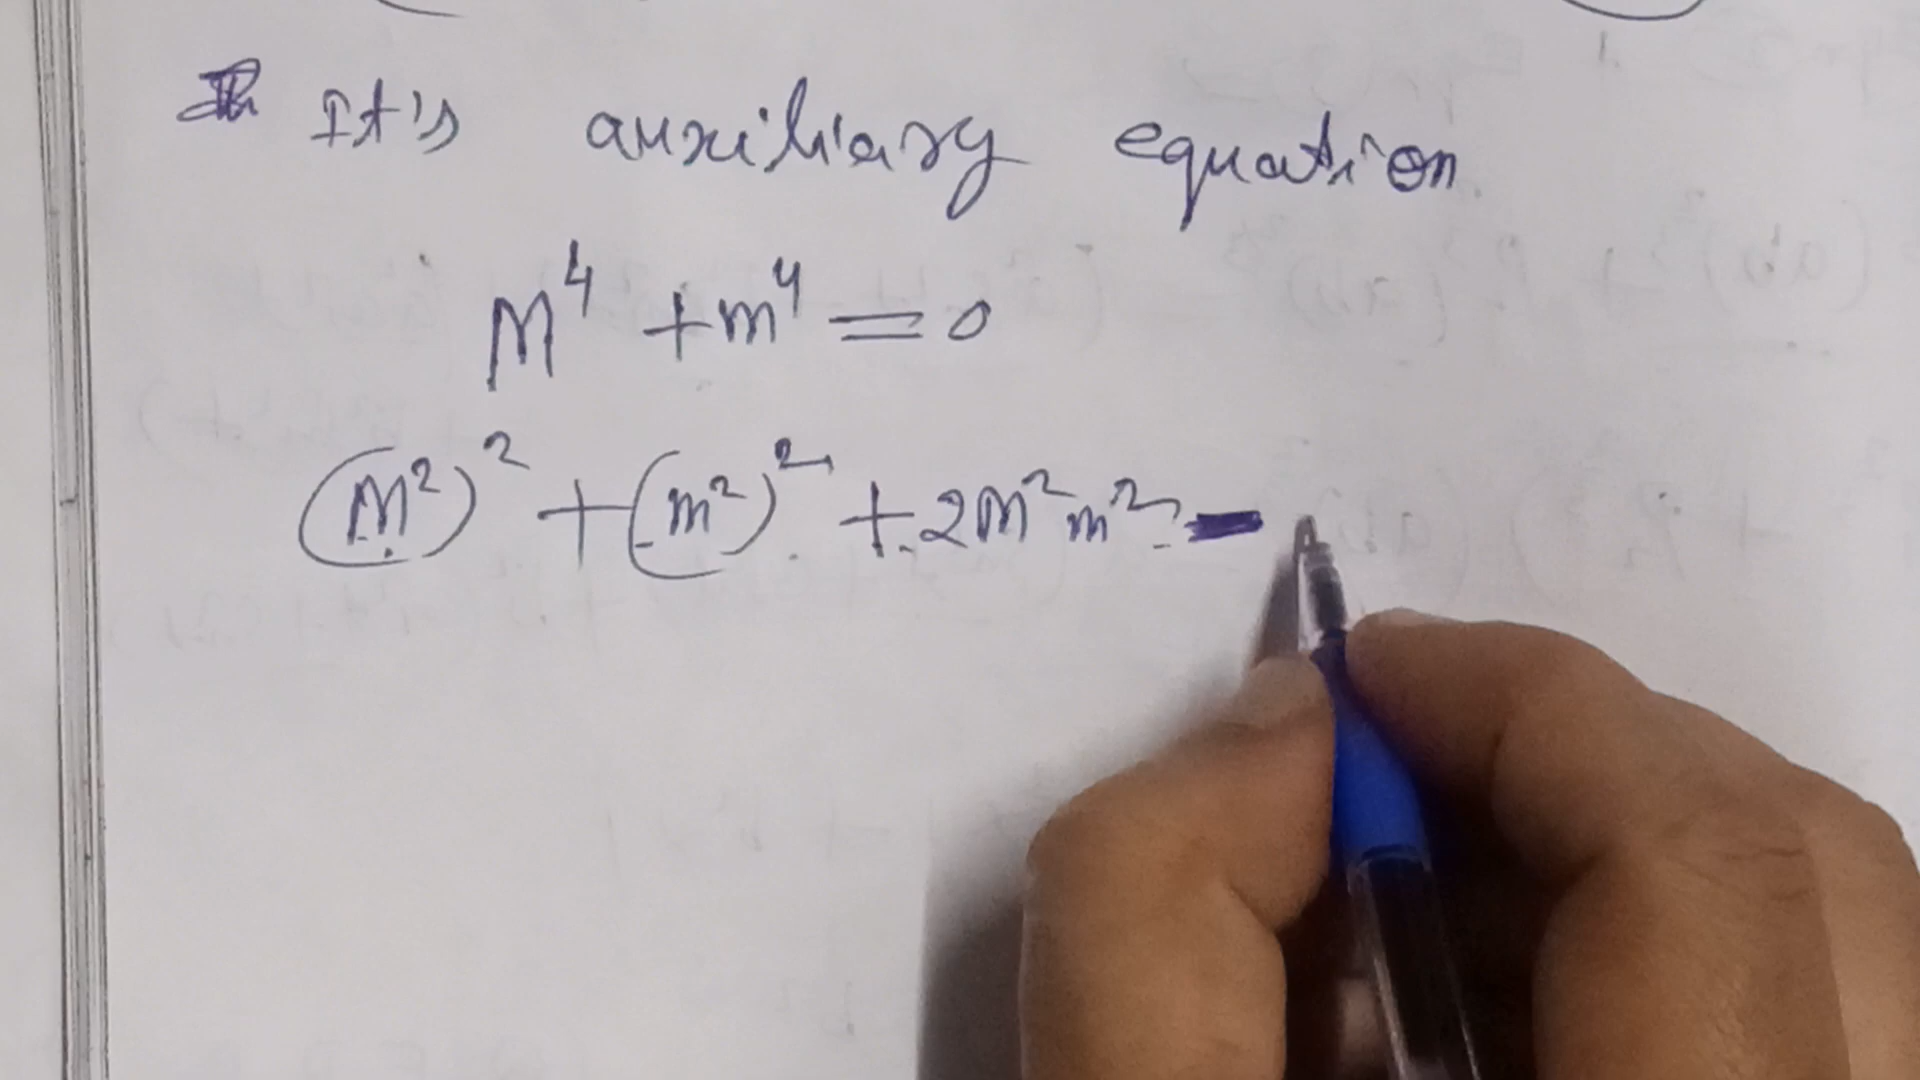 It's auxiliary equation
M⁴ + m⁴ = 0
(M²)² + (m²)² + 2M²m² -